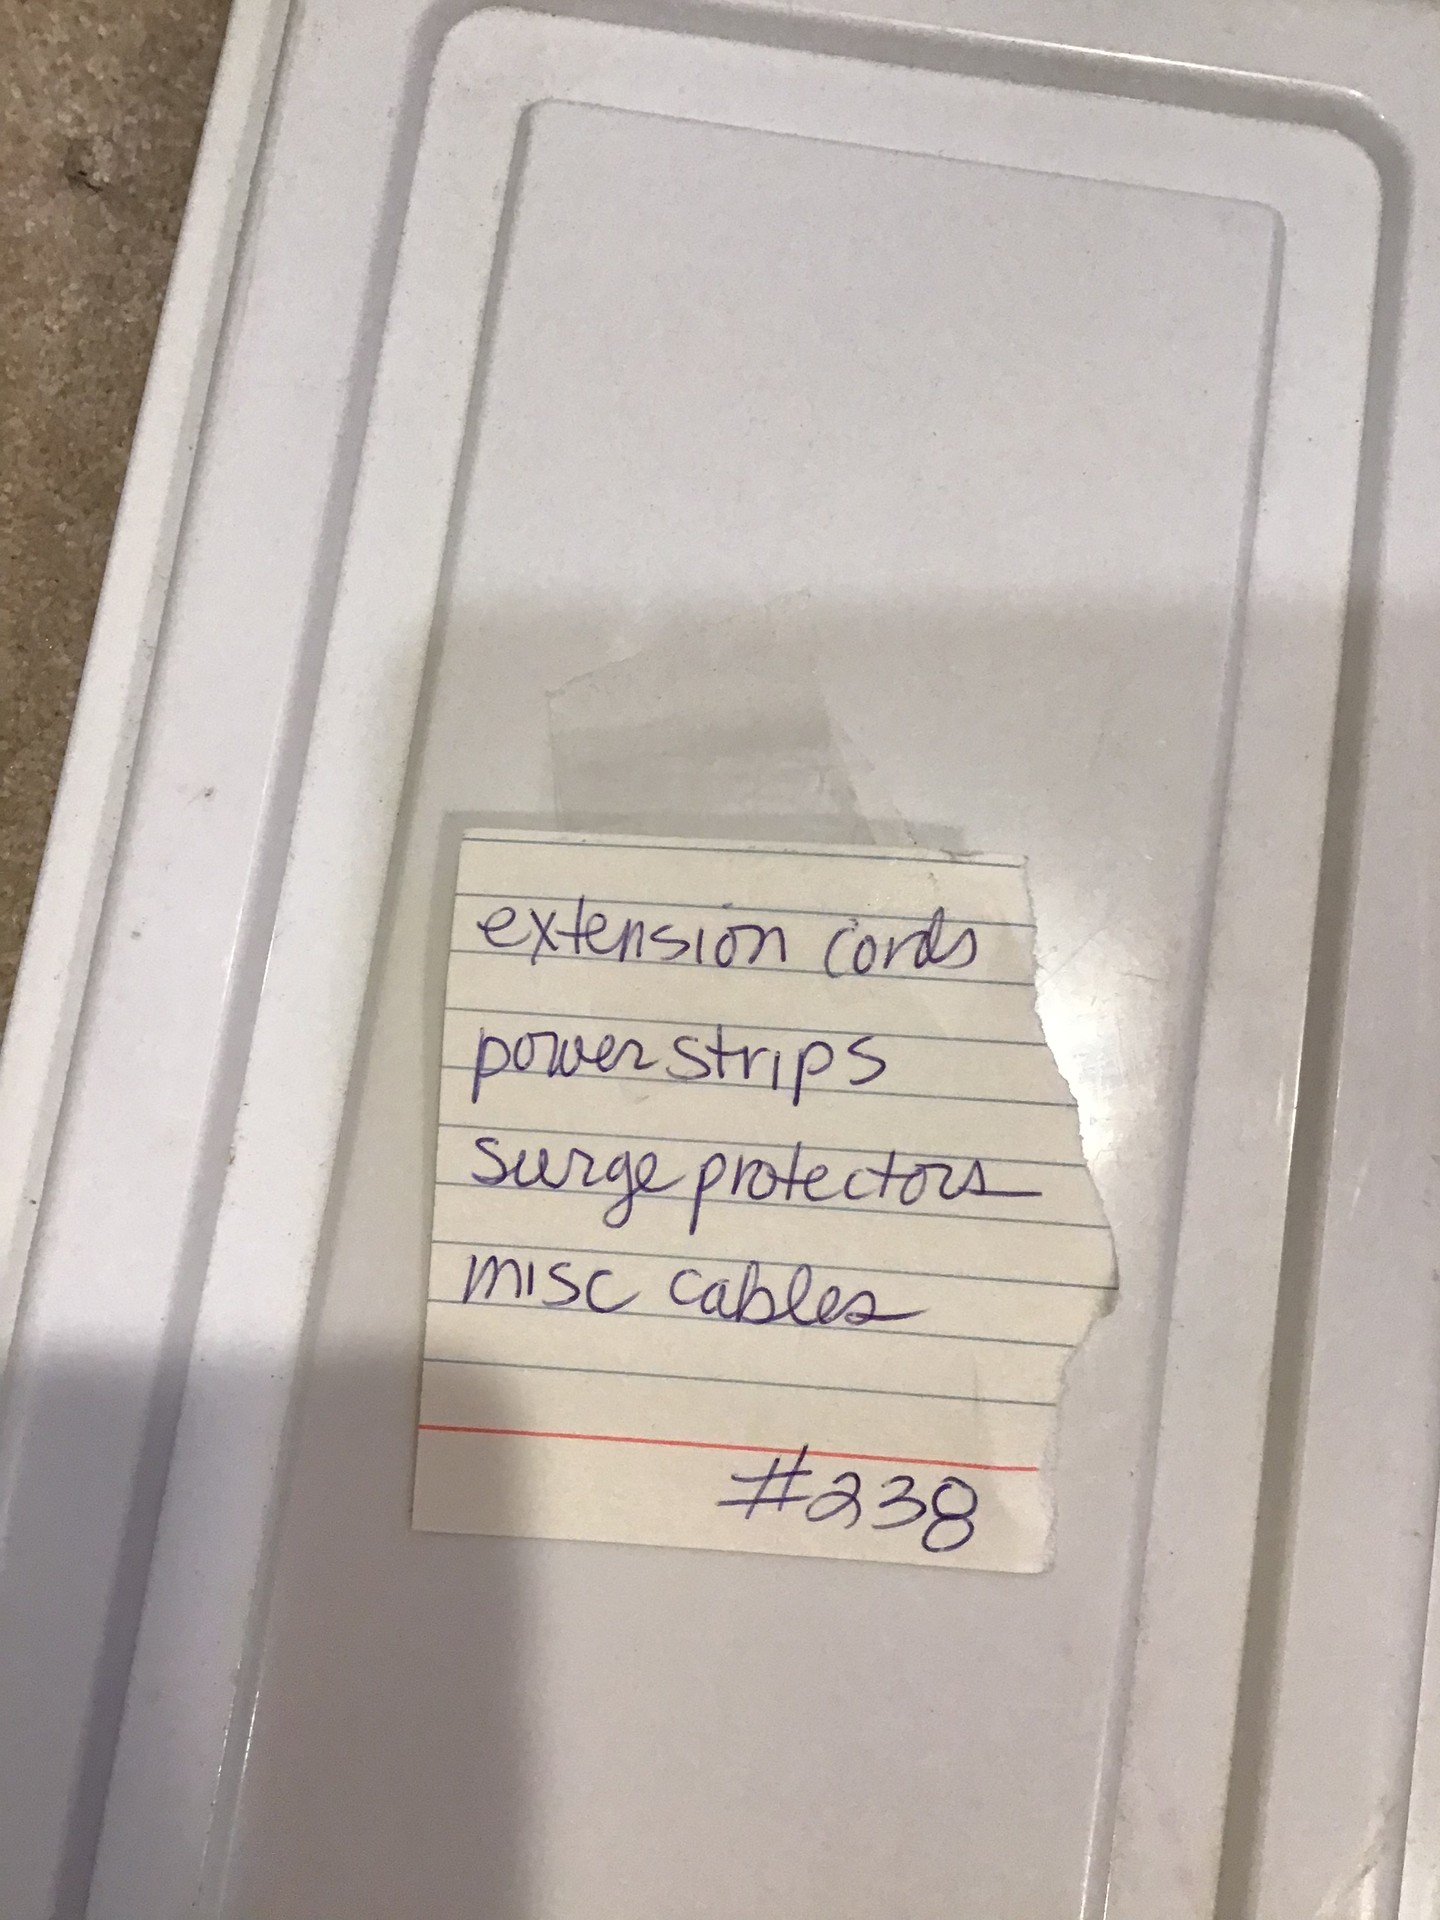 extension cords
power strips
surge protectors
misc cables
#238